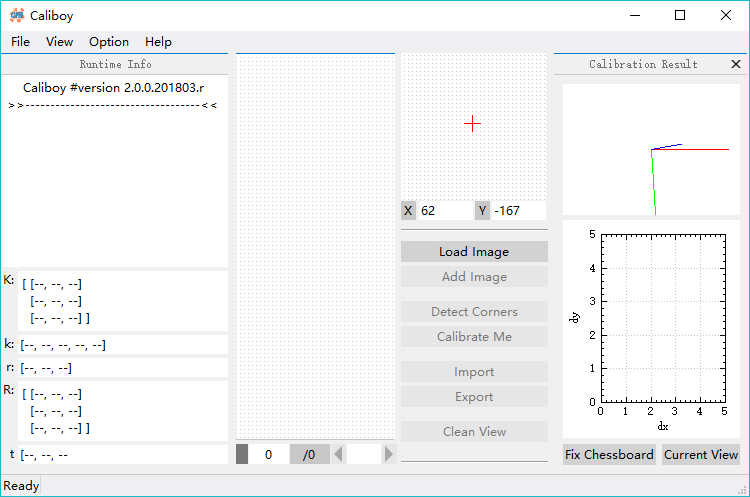 Caliboy
File View Option Help
Runtime Info
Caliboy #version 2.0.0.201803.r
>>-----------------------------------<<
K: [ [--, --, --]
[--, --, --]
[--, --, --] ]
k: [--, --, --, --, --]
r: [--, --, --]
R: [ [--, --, --]
[--, --, --]
[--, --, --] ]
t [--, --, --
0 /0
X 62 Y -167
Load Image
Add Image
Detect Corners
Calibrate Me
Import
Export
Clean View
Calibration Result
5
4
3
2
1
0
dy
0 1 2 3 4 5
dx
Fix Chessboard Current View
Ready